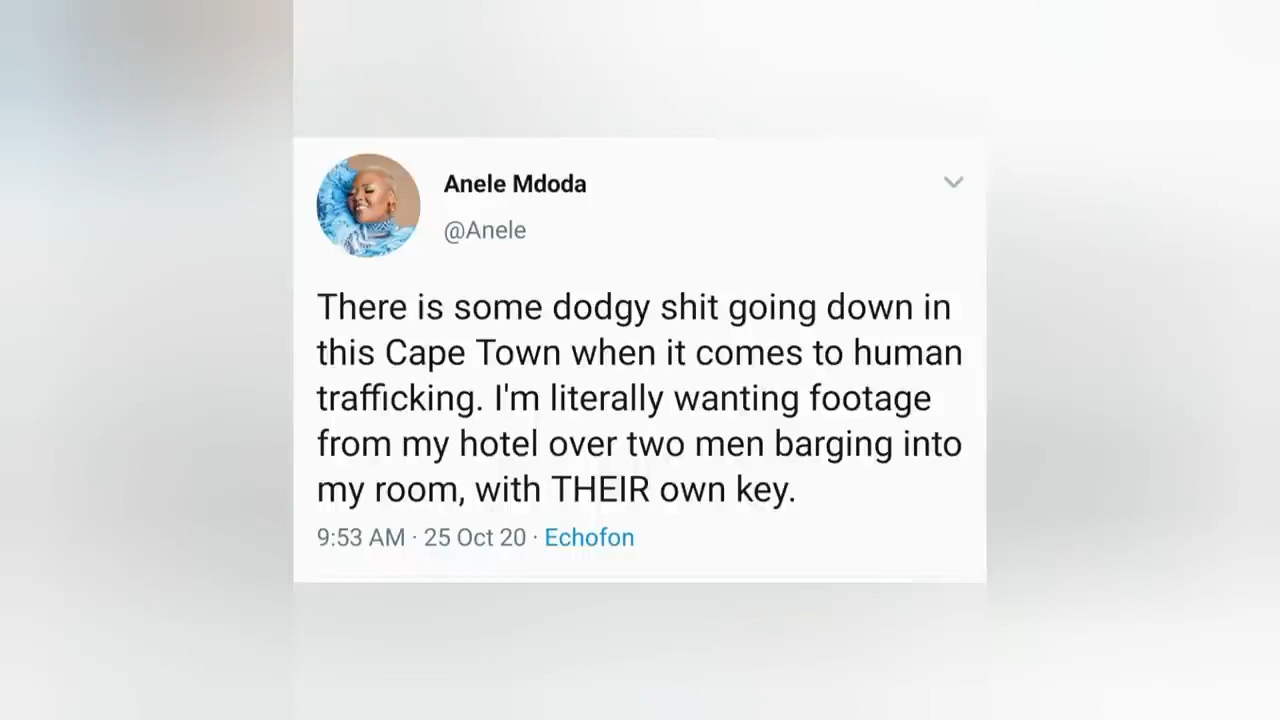 Anele Mdoda
@Anele
There is some dodgy shit going down in
this Cape Town when it comes to human
trafficking. I'm literally wanting footage
from my hotel over two men barging into
my room, with THEIR own key.
9:53 AM · 25 Oct 20 · Echofon